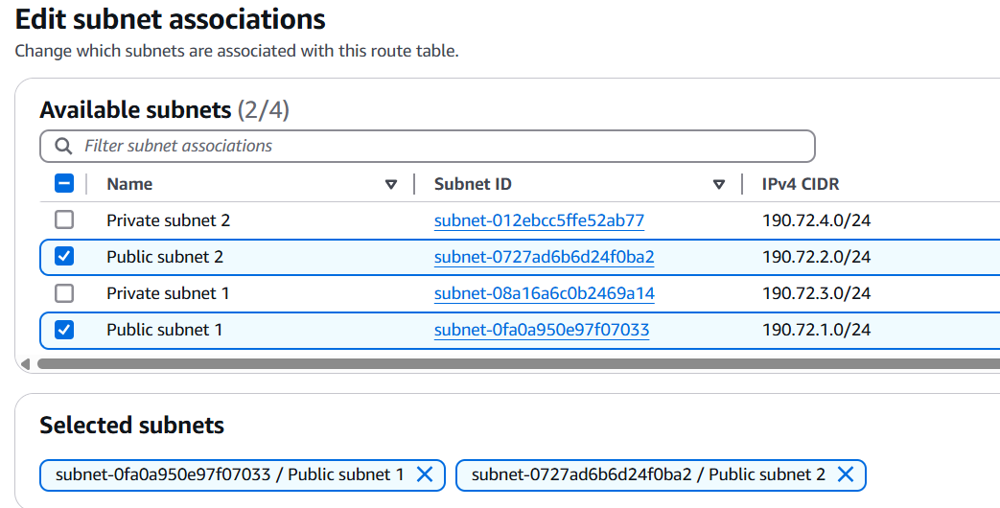 Edit subnet associations
Change which subnets are associated with this route table.
Available subnets (2/4)
Filter subnet associations
Name Subnet ID IPv4 CIDR
Private subnet 2 subnet-012ebcc5ffe52ab77 190.72.4.0/24
Public subnet 2 subnet-0727ad6b6d24f0ba2 190.72.2.0/24
Private subnet 1 subnet-08a16a6c0b2469a14 190.72.3.0/24
Public subnet 1 subnet-0fa0a950e97f07033 190.72.1.0/24
Selected subnets
subnet-0fa0a950e97f07033 / Public subnet 1 subnet-0727ad6b6d24f0ba2 / Public subnet 2